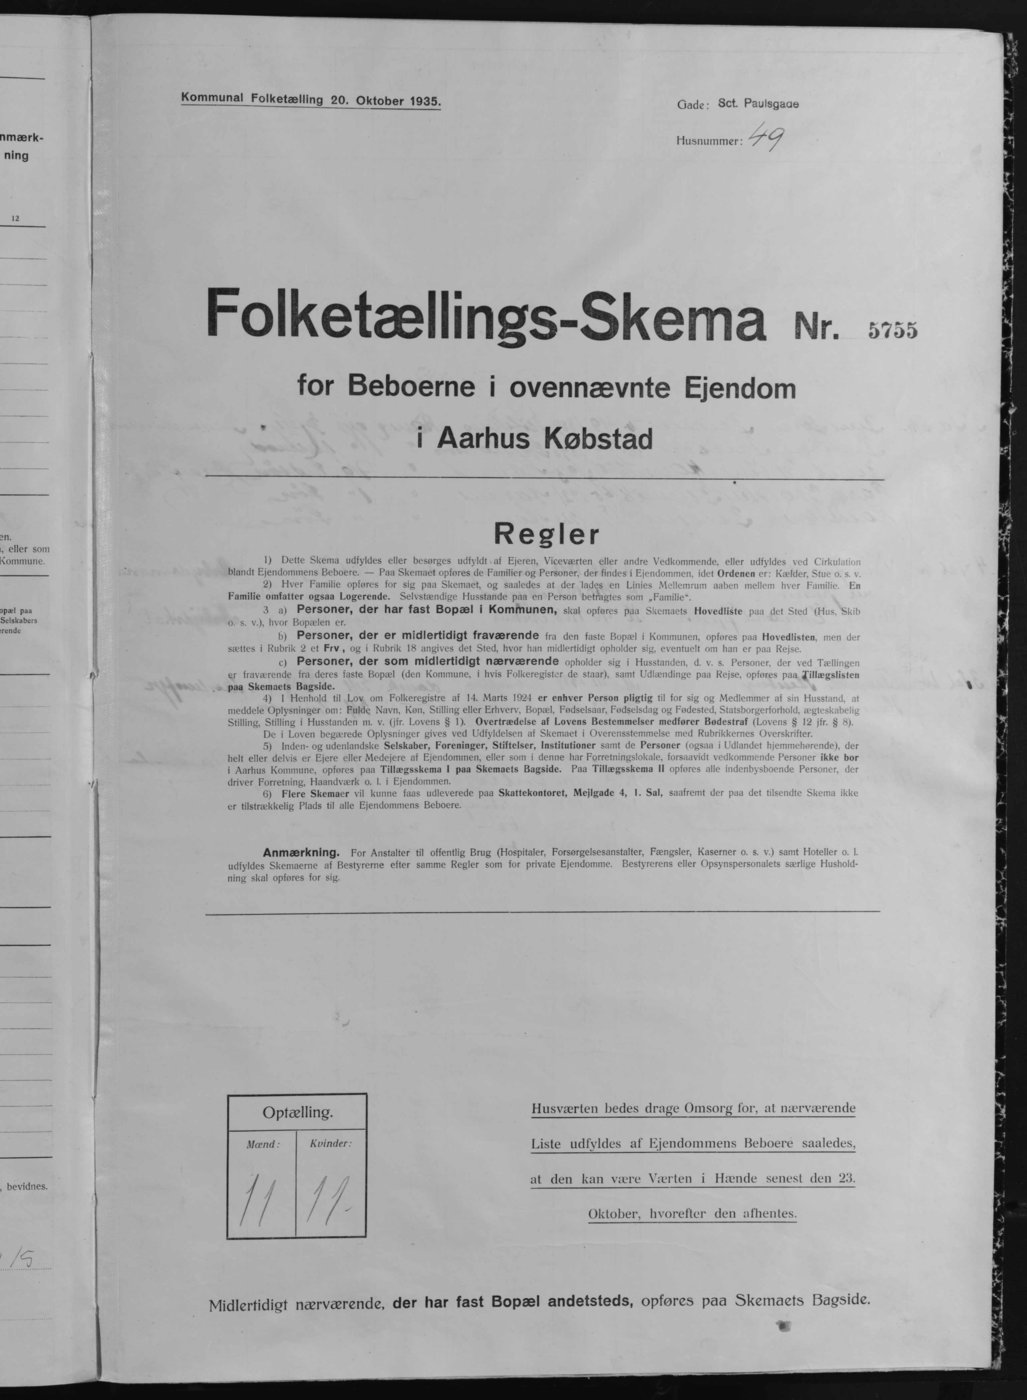 nmærk-
ning
12
en.
, eller som
Kommune.
opæl paa
Selskabers
rende
, bevidnes.
15
Kommunal Folketælling 20. Oktober 1935.
Gade: Sct. Paulsgade
Husnummer: 49
Folketællings-Skema Nr. 5755
for Beboerne i ovennævnte Ejendom
i Aarhus Købstad
Regler
1) Dette Skema udfyldes eller besørges udfyldt af Ejeren, Viceværten eller andre Vedkommende, eller udfyldes ved Cirkulation
blandt Ejendommens Beboere. — Paa Skemaet opføres de Familier og Personer, der findes i Ejendommen, idet Ordenen er: Kælder, Stue o. s. v.
2) Hver Familie opføres for sig paa Skemaet, og saaledes at der lades en Linies Mellemrum aaben mellem hver Familie. En
Familie omfatter ogsaa Logerende. Selvstændige Husstande paa en Person betragtes som „Familie".
3 a) Personer, der har fast Bopæl i Kommunen, skal opføres paa Skemaets Hovedliste paa det Sted (Hus, Skib
o. s. v.), hvor Bopælen er.
b) Personer, der er midlertidigt fraværende fra den faste Bopæl i Kommunen, opføres paa Hovedlisten, men der
sættes i Rubrik 2 et Frv., og i Rubrik 18 angives det Sted, hvor han midlertidigt opholder sig, eventuelt om han er paa Rejse.
c) Personer, der som midlertidigt nærværende opholder sig i Husstanden, d. v. s. Personer, der ved Tællingen
er fraværende fra deres faste Bopæl (den Kommune, i hvis Folkeregister de staar), samt Udlændinge paa Rejse, opføres paa Tillægslisten
paa Skemaets Bagside.
4) I Henhold til Lov om Folkeregistre af 14. Marts 1924 er enhver Person pligtig til for sig og Medlemmer af sin Husstand, at
meddele Oplysninger om: Fulde Navn, Køn, Stilling eller Erhverv, Bopæl, Fødselsaar, Fødselsdag og Fødested, Statsborgerforhold, ægteskabelig
Stilling, Stilling i Husstanden m. v. (jfr. Lovens § 1). Overtrædelse af Lovens Bestemmelser medfører Bødestraf (Lovens § 12 jfr. § 8).
De i Loven begærede Oplysninger gives ved Udfyldelsen af Skemaet i Overensstemmelse med Rubrikkernes Overskrifter.
5) Inden- og udenlandske Selskaber, Foreninger, Stiftelser, Institutioner samt de Personer (ogsaa i Udlandet hjemmehørende), der
helt eller delvis er Ejere eller Medejere af Ejendommen, eller som i denne har Forretningslokale, forsaavidt vedkommende Personer ikke bor
i Aarhus Kommune, opføres paa Tillægsskema I paa Skemaets Bagside. Paa Tillægsskema II opføres alle indenbysboende Personer, der
driver Forretning, Haandværk o. l. i Ejendommen.
6) Flere Skemaer vil kunne faas udleverede paa Skattekontoret, Mejlgade 4, 1. Sal, saafremt der paa det tilsendte Skema ikke
er tilstrækkelig Plads til alle Ejendommens Beboere.
Anmærkning. For Anstalter til offentlig Brug (Hospitaler, Forsørgelsesanstalter, Fængsler, Kaserner o. s. v.) samt Hoteller o. l.
udfyldes Skemaerne af Bestyrerne efter samme Regler som for private Ejendomme. Bestyrerens eller Opsynspersonalets særlige Hushold-
ning skal opføres for sig.
Optælling.
Mænd: Kvinder:
11 11.
Husværten bedes drage Omsorg for, at nærværende
Liste udfyldes af Ejendommens Beboere saaledes,
at den kan være Værten i Hænde senest den 23.
Oktober, hvorefter den afhentes.
Midlertidigt nærværende, der har fast Bopæl andetsteds, opføres paa Skemaets Bagside.